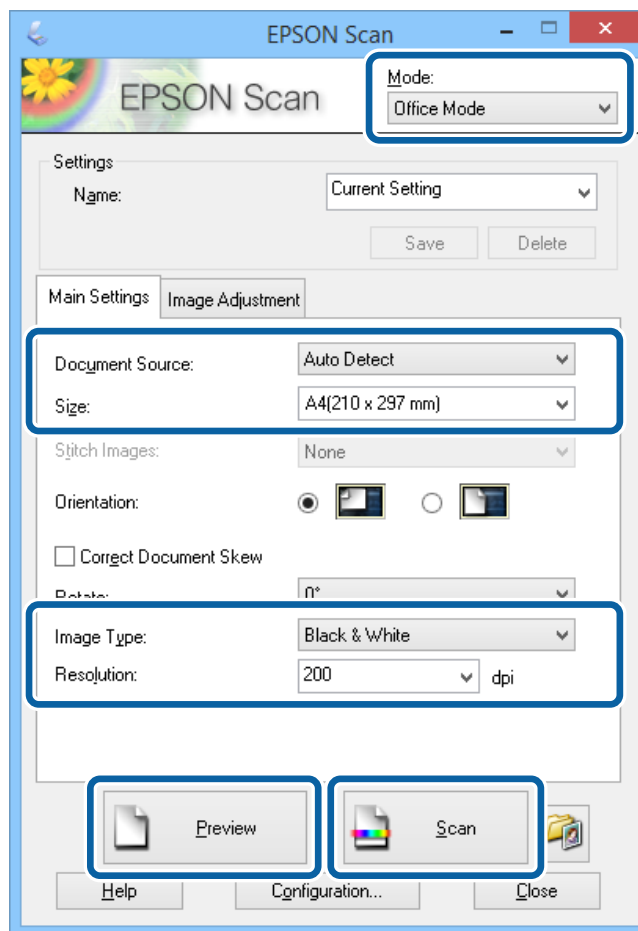 EPSON Scan
EPSON Scan
Mode:
Office Mode
Settings
Name:
Current Setting
Save
Delete
Main Settings
Image Adjustment
Document Source:
Auto Detect
Size:
A4(210 x 297 mm)
Stitch Images:
None
Orientation:
Correct Document Skew
Rotate:
0°
Image Type:
Black & White
Resolution:
200
dpi
Preview
Scan
Help
Configuration...
Close